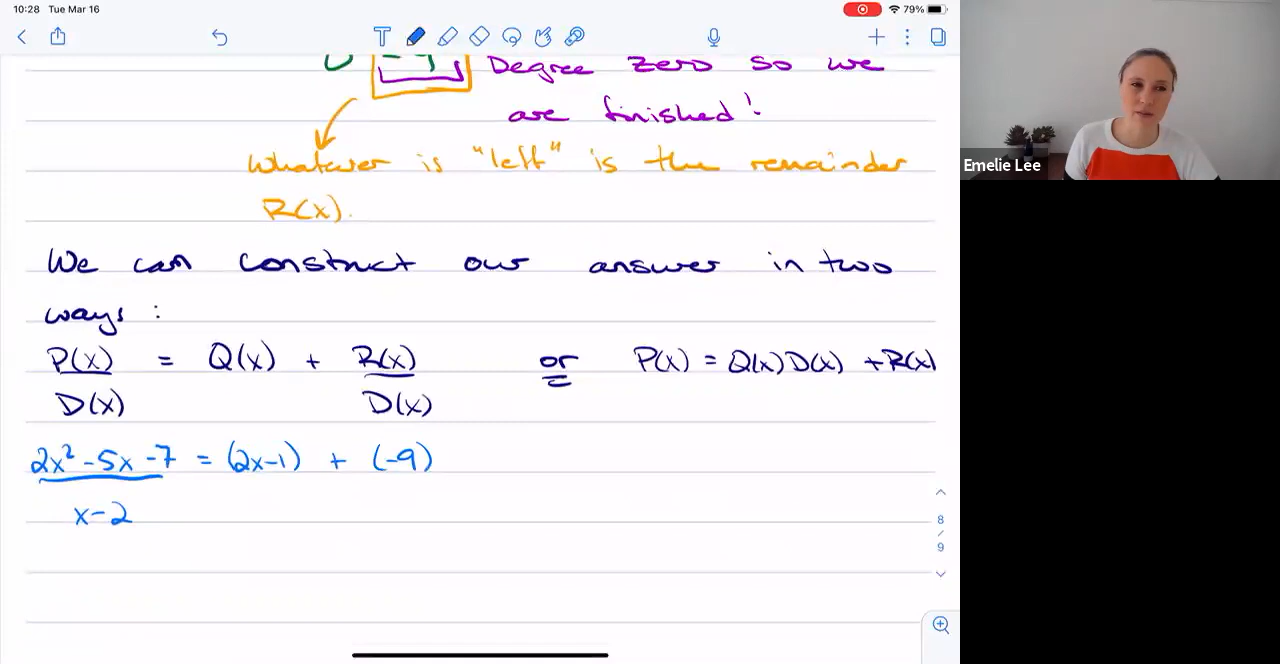 10:28 Tue Mar 16
79%
-9 Degree zero so we
are finished!
Whatever is "left" is the remainder
R(x).
Emelie Lee
We can construct our answer in two
ways:
P(x)/D(x) = Q(x) + R(x)/D(x) or P(x) = Q(x)D(x) + R(x)
(2x² -5x -7)/(x-2) = (2x-1) + (-9)
8
/
9